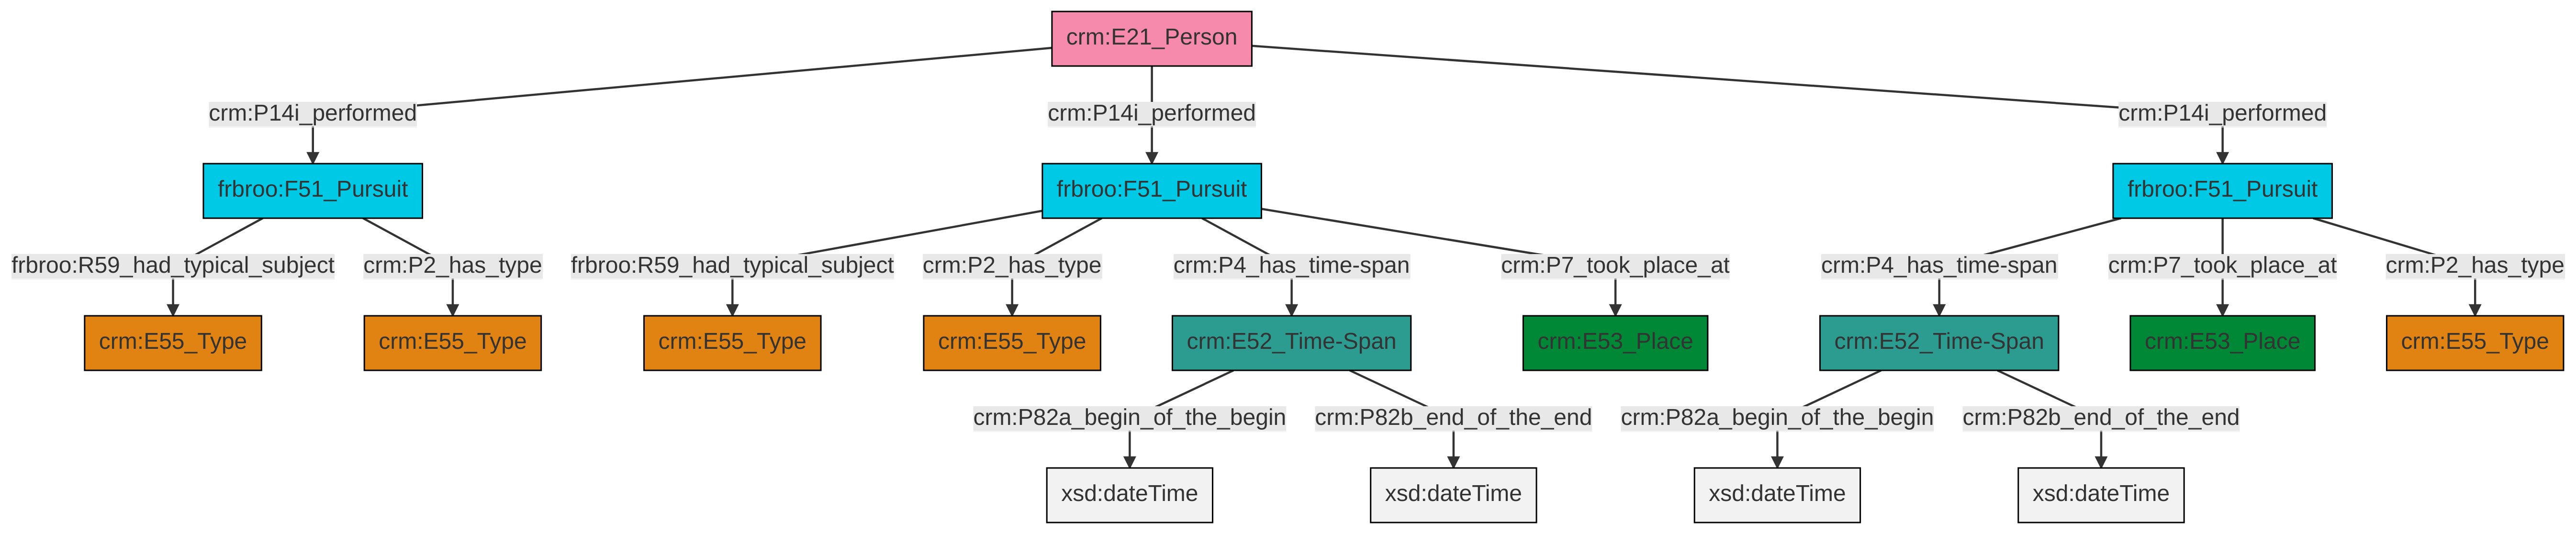 crm:E21_Person
crm:P14i_performed
crm:P14i_performed
crm:P14i_performed
frbroo:F51_Pursuit
frbroo:F51_Pursuit
frbroo:F51_Pursuit
frbroo:R59_had_typical_subject
crm:P2_has_type
frbroo:R59_had_typical_subject
crm:P2_has_type
crm:P4_has_time-span
crm:P7_took_place_at
crm:P4_has_time-span
crm:P7_took_place_at
crm:P2_has_type
crm:E55_Type
crm:E55_Type
crm:E55_Type
crm:E55_Type
crm:E52_Time-Span
crm:E53_Place
crm:E52_Time-Span
crm:E53_Place
crm:E55_Type
crm:P82a_begin_of_the_begin
crm:P82b_end_of_the_end
crm:P82a_begin_of_the_begin
crm:P82b_end_of_the_end
xsd:dateTime
xsd:dateTime
xsd:dateTime
xsd:dateTime